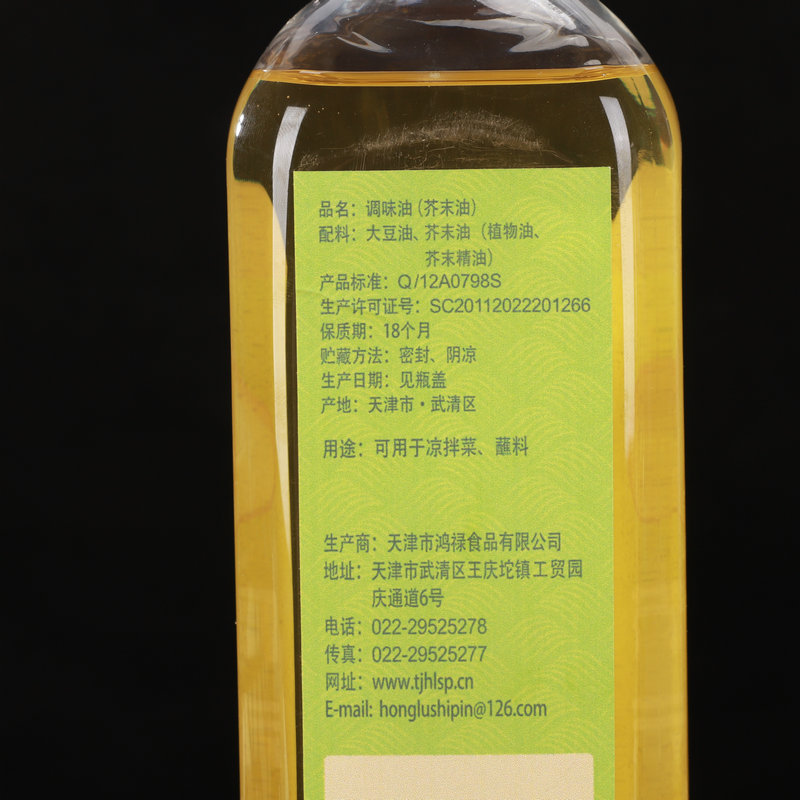 品名：调味油(芥末油)
配料：大豆油、芥末油（植物油、
芥末精油）
产品标准：Q/12A0798S
生产许可证号：SC20112022201266
保质期：18个月
贮藏方法：密封、阴凉
生产日期：见瓶盖
产地：天津市·武清区
用途：可用于凉拌菜、蘸料
生产商：天津市鸿禄食品有限公司
地址：天津市武清区王庆坨镇工贸园
庆通道6号
电话：022-29525278
传真：022-29525277
网址：www.tjhlsp.cn
E-mail: honglushipin@126.com